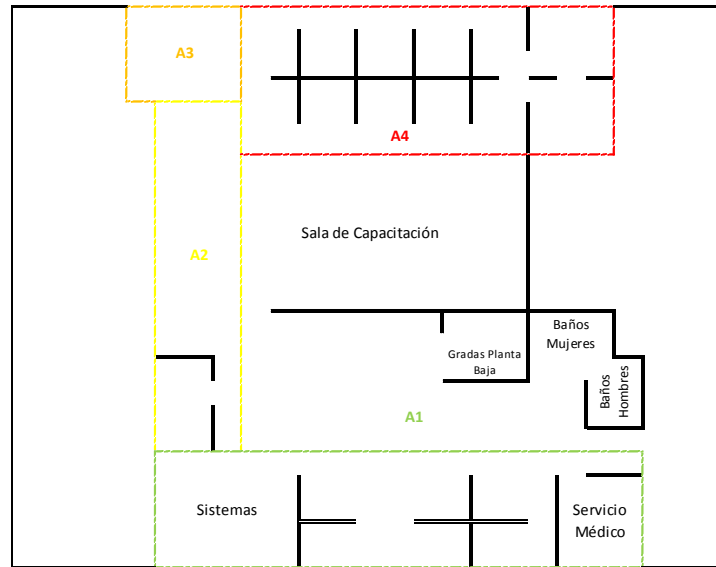 A3
A4
Sala de Capacitación
A2
Baños
Mujeres
Gradas Planta
Baja
Baños
Hombres
A1
Sistemas
Servicio
Médico